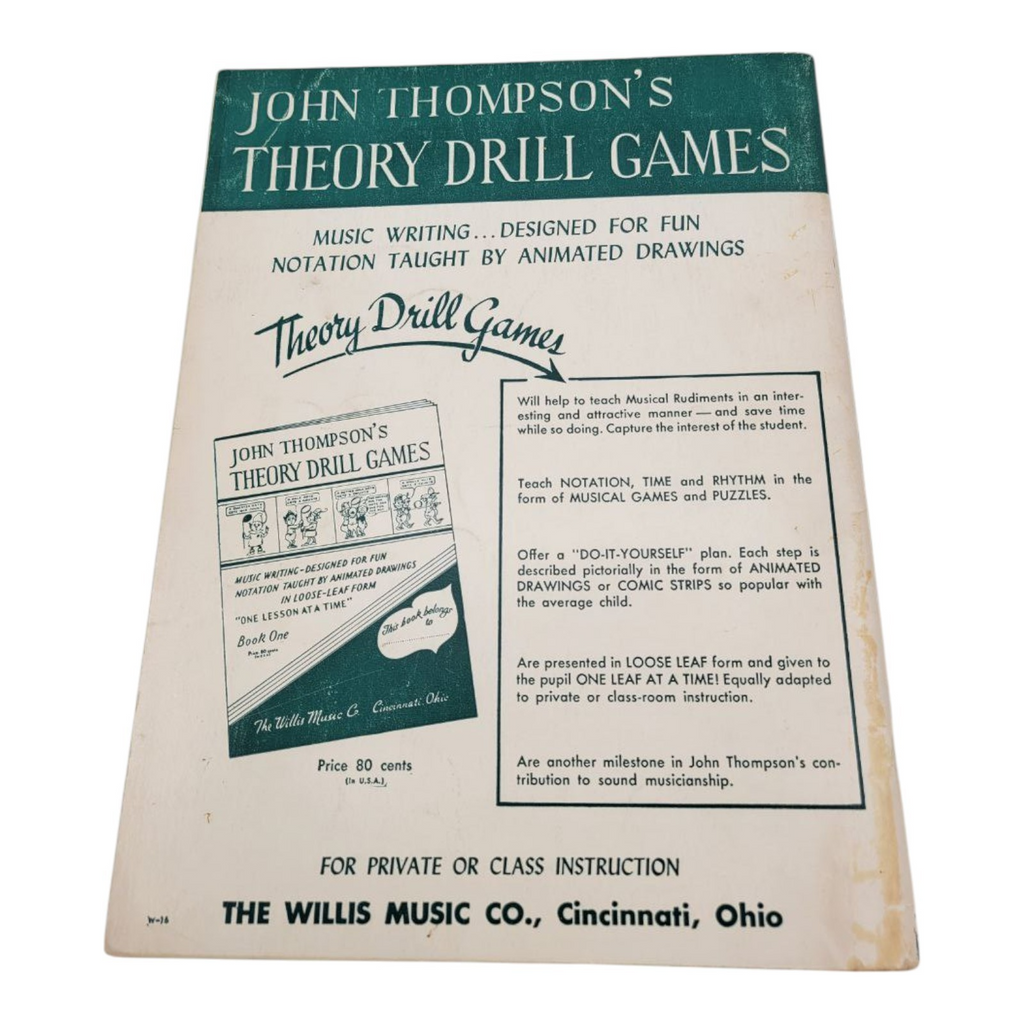 JOHN THOMPSON'S
THEORY DRILL GAMES
MUSIC WRITING...DESIGNED FOR FUN
NOTATION TAUGHT BY ANIMATED DRAWINGS
Theory Drill Games
JOHN THOMPSON'S
THEORY DRILL GAMES
MUSIC WRITING-DESIGNED FOR FUN
NOTATION TAUGHT BY ANIMATED DRAWINGS
IN LOOSE-LEAF FORM
"ONE LESSON AT A TIME"
Book One
Price 80 cents
This book belongs
to
The Willis Music Co. Cincinnati, Ohio
Price 80 cents
(In U.S.A.)
Will help to teach Musical Rudiments in an inter-
esting and attractive manner — and save time
while so doing. Capture the interest of the student.
Teach NOTATION, TIME and RHYTHM in the
form of MUSICAL GAMES and PUZZLES.
Offer a "DO-IT-YOURSELF" plan. Each step is
described pictorially in the form of ANIMATED
DRAWINGS or COMIC STRIPS so popular with
the average child.
Are presented in LOOSE LEAF form and given to
the pupil ONE LEAF AT A TIME! Equally adapted
to private or class-room instruction.
Are another milestone in John Thompson's con-
tribution to sound musicianship.
FOR PRIVATE OR CLASS INSTRUCTION
W-16
THE WILLIS MUSIC CO., Cincinnati, Ohio